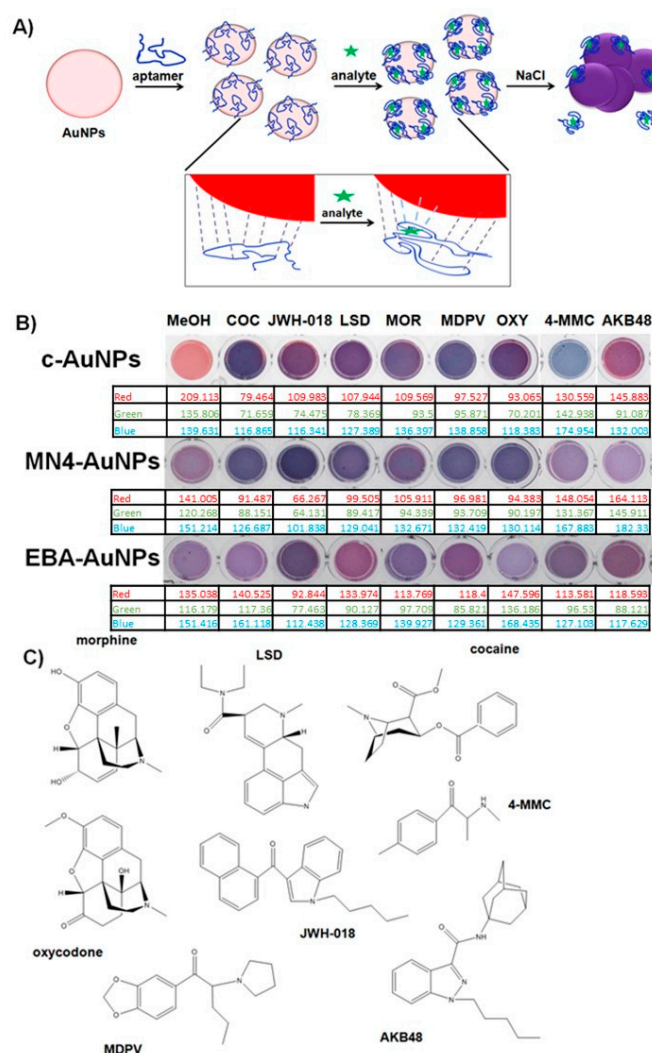 A)
aptamer
analyte
NaCl
AuNPs
analyte
B)
MeOH COC JWH-018 LSD MOR MDPV OXY 4-MMC AKB48
c-AuNPs
Red 209.113 79.464 109.983 107.944 109.569 97.527 93.065 130.559 145.883
Green 135.806 71.659 74.475 78.369 93.5 95.871 70.201 142.938 91.087
Blue 139.631 116.865 116.341 127.389 136.397 138.858 118.383 174.954 132.003
MN4-AuNPs
Red 141.005 91.487 66.267 99.505 105.911 96.981 94.383 148.054 164.113
Green 120.268 88.151 64.131 89.417 94.339 93.709 90.197 131.367 145.911
Blue 151.214 126.687 101.838 129.041 132.671 132.419 130.114 167.883 182.33
EBA-AuNPs
Red 135.038 140.525 92.844 133.974 113.769 118.4 147.596 113.581 118.593
Green 116.179 117.36 77.463 90.127 97.709 85.821 136.186 96.53 88.121
Blue 151.416 161.118 112.438 128.369 139.927 129.361 168.435 127.103 117.629
C)
morphine
LSD
cocaine
HO
O
H
HO
N
N
O
N
H
N
H
N
O
O
O
O
O
H
N
4-MMC
O
O
OH
H
O
N
oxycodone
O
N
JWH-018
O
NH
N
N
AKB48
O
O
O
N
MDPV